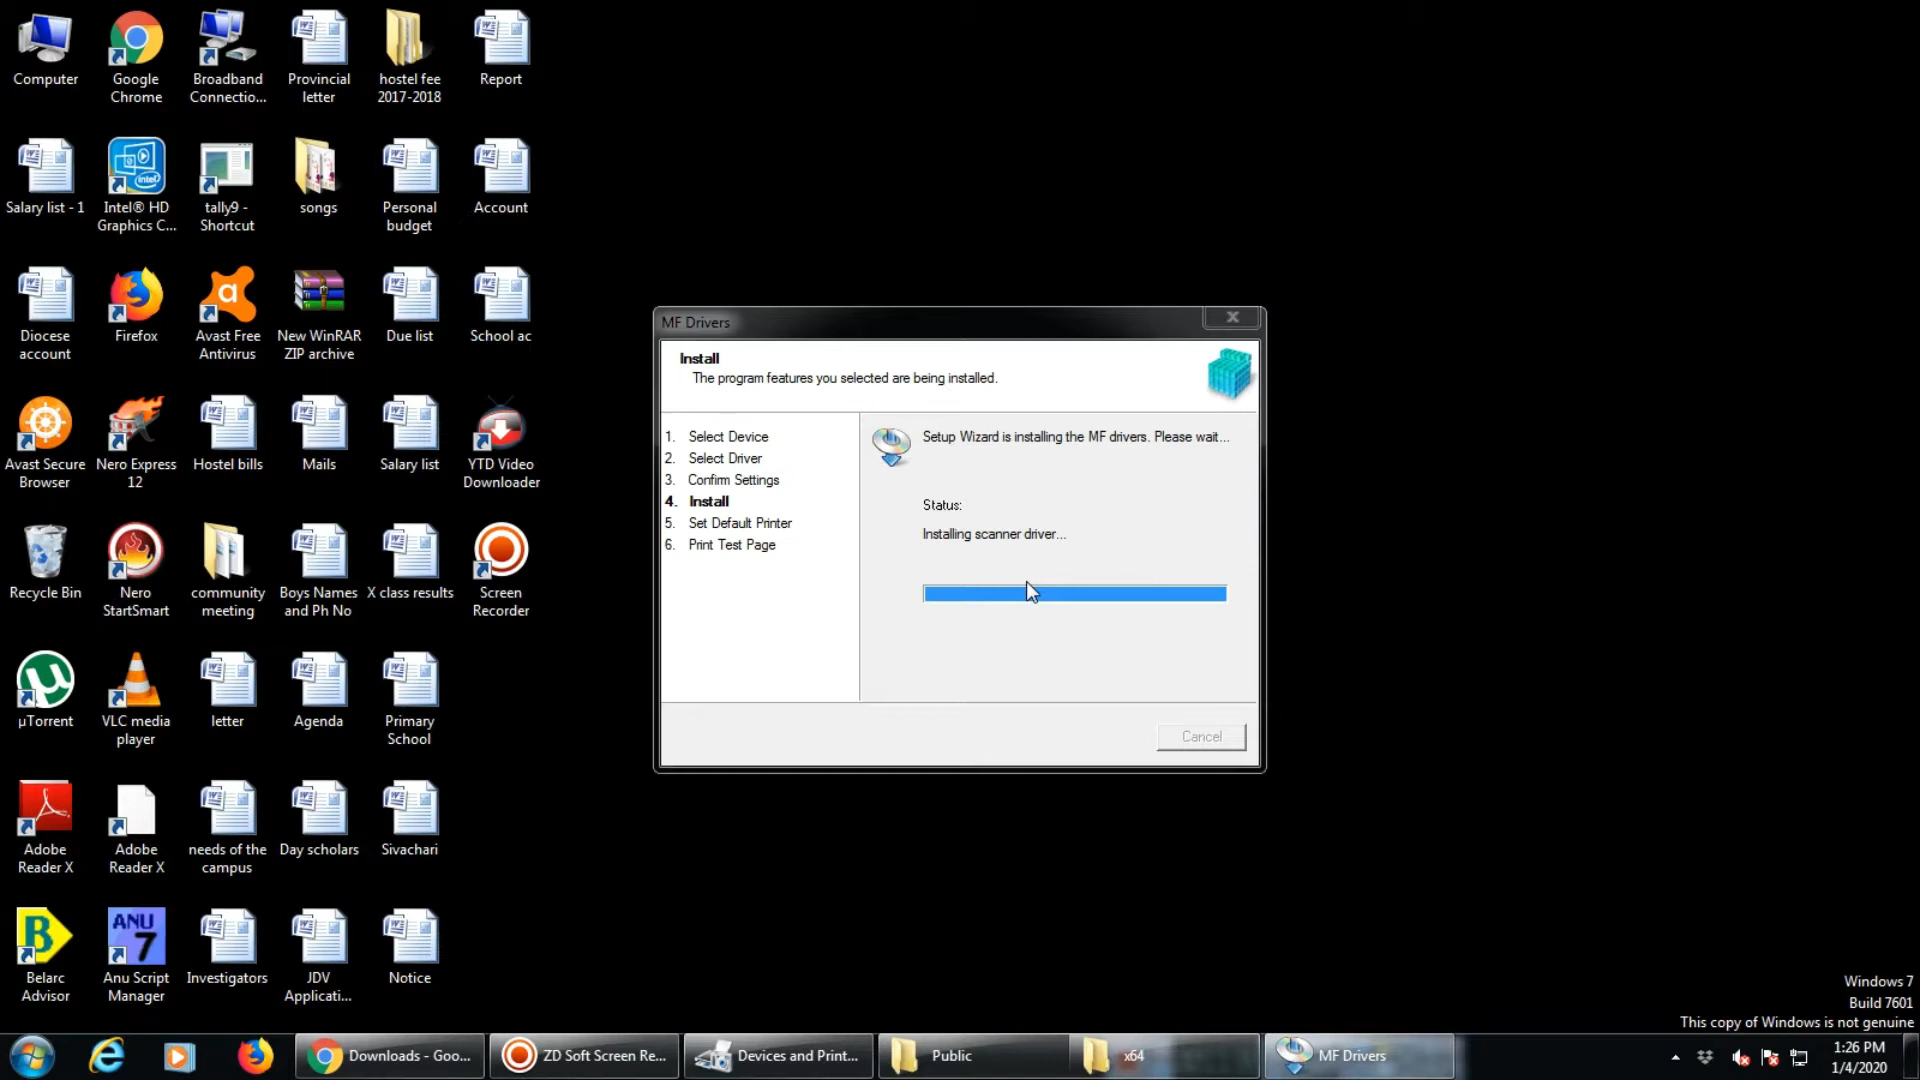 Computer
Google
Chrome
Broadband
Connectio...
Provincial
letter
hostel fee
2017-2018
Report
Salary list - 1
Intel® HD
Graphics C...
tally9 -
Shortcut
songs
Personal
budget
Account
Diocese
account
Firefox
Avast Free
Antivirus
New WinRAR
ZIP archive
Due list
School ac
Avast Secure
Browser
Nero Express
12
Hostel bills
Mails
Salary list
YTD Video
Downloader
Recycle Bin
Nero
StartSmart
community
meeting
Boys Names
and Ph No
X class results
Screen
Recorder
µTorrent
VLC media
player
letter
Agenda
Primary
School
Adobe
Reader X
Adobe
Reader X
needs of the
campus
Day scholars
Sivachari
Belarc
Advisor
ANU
7
Anu Script
Manager
Investigators
JDV
Applicati...
Notice
MF Drivers
Install
The program features you selected are being installed.
1. Select Device
2. Select Driver
3. Confirm Settings
4. Install
5. Set Default Printer
6. Print Test Page
Setup Wizard is installing the MF drivers. Please wait...
Status:
Installing scanner driver...
Cancel
Windows 7
Build 7601
This copy of Windows is not genuine
Downloads - Goo...
ZD Soft Screen Re...
Devices and Print...
Public
x64
MF Drivers
1:26 PM
1/4/2020